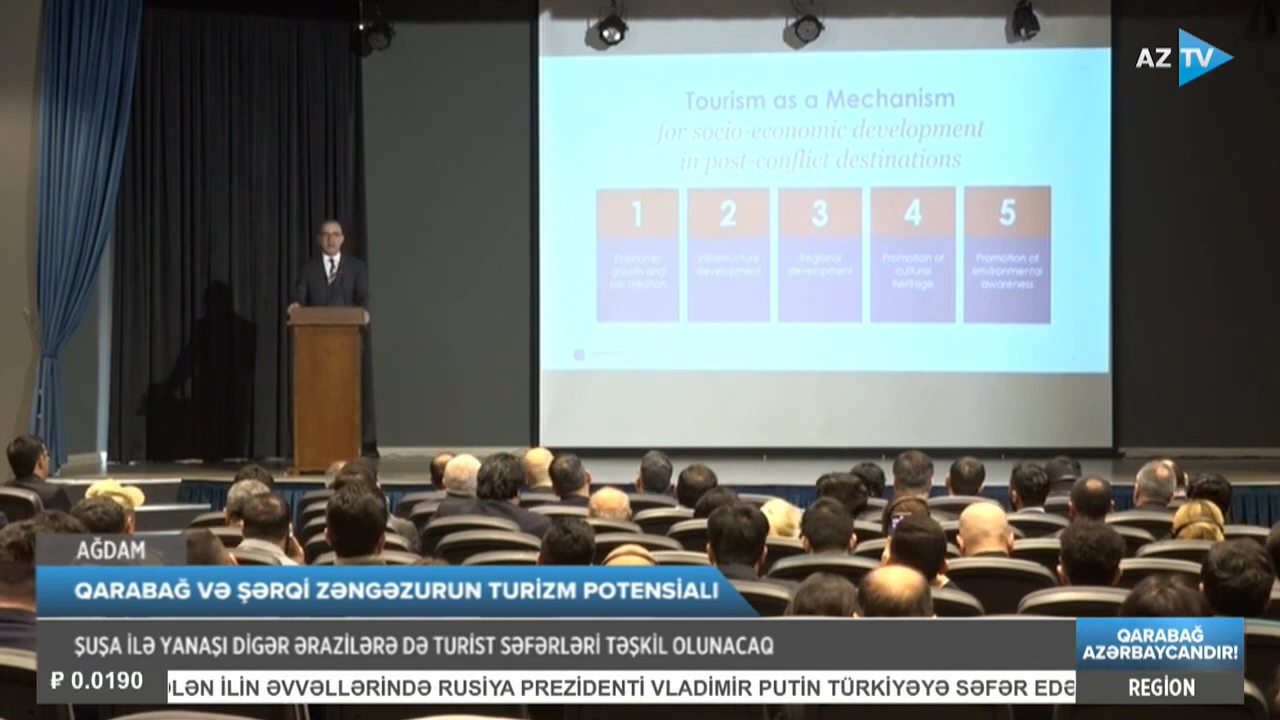 AZ TV
Tourism as a Mechanism
for socio-economic development
in post-conflict destinations
1
Economic
growth and
job creation
2
Infrastructure
development
3
Regional
development
4
Promotion of
cultural
heritage
5
Promotion of
environmental
awareness
AĞDAM
QARABAĞ VƏ ŞƏRQİ ZƏNGƏZURUN TURİZM POTENSİALI
ŞUŞA İLƏ YANAŞI DİGƏR ƏRAZİLƏRƏ DƏ TURİST SƏFƏRLƏRİ TƏŞKİL OLUNACAQ
QARABAĞ
AZƏRBAYCANDIR!
₽ 0.0190
ƏLƏN İLİN ƏVVƏLLƏRİNDƏ RUSİYA PREZİDENTİ VLADİMİR PUTİN TÜRKİYƏYƏ SƏFƏR EDƏ
REGİON